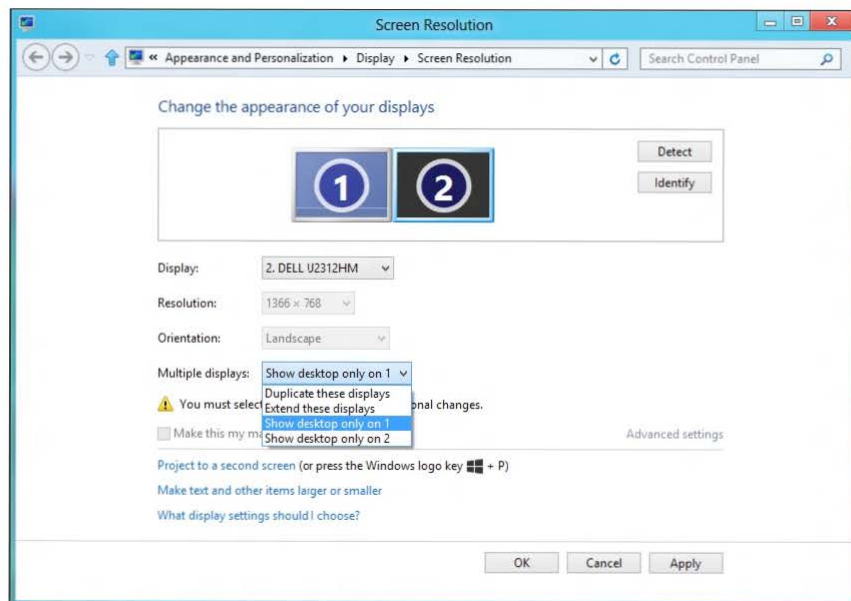 Screen Resolution
« Appearance and Personalization ▸ Display ▸ Screen Resolution
Search Control Panel
Change the appearance of your displays
1 2
Detect
Identify
Display: 2. DELL U2312HM
Resolution: 1366 × 768
Orientation: Landscape
Multiple displays: Show desktop only on 1
Duplicate these displays
You must selec onal changes.
Extend these displays
Show desktop only on 1
Make this my ma
Show desktop only on 2
Advanced settings
Project to a second screen (or press the Windows logo key + P)
Make text and other items larger or smaller
What display settings should I choose?
OK Cancel Apply